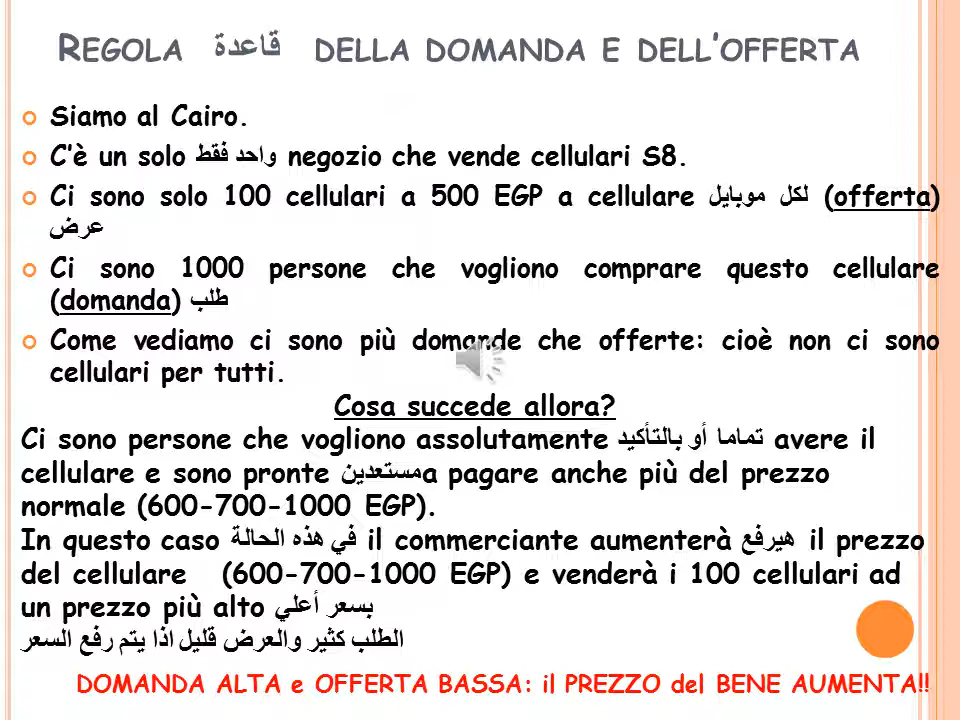 REGOLA قاعدة DELLA DOMANDA E DELL'OFFERTA
Siamo al Cairo.
C'è un solo واحد فقط negozio che vende cellulari S8.
Ci sono solo 100 cellulari a 500 EGP a cellulare لكل موبايل (offerta)
عرض
Ci sono 1000 persone che vogliono comprare questo cellulare
(domanda) طلب
Come vediamo ci sono più domande che offerte: cioè non ci sono
cellulari per tutti.
Cosa succede allora?
Ci sono persone che vogliono assolutamente تماما أو بالتأكيد avere il
cellulare e sono pronte مستعدين a pagare anche più del prezzo
normale (600-700-1000 EGP).
In questo caso في هذه الحالة il commerciante aumenterà هيرفع il prezzo
del cellulare (600-700-1000 EGP) e venderà i 100 cellulari ad
un prezzo più alto بسعر أعلي
الطلب كثير والعرض قليل اذا يتم رفع السعر
DOMANDA ALTA e OFFERTA BASSA: il PREZZO del BENE AUMENTA!!